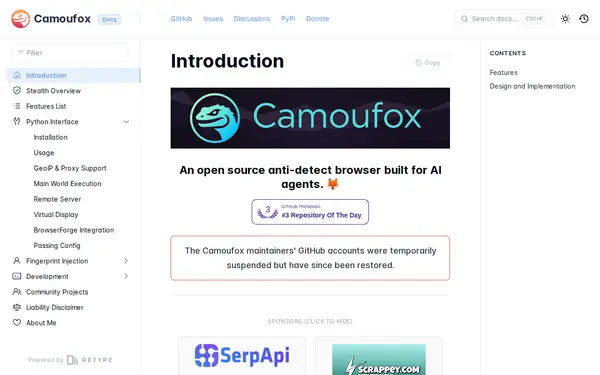 Camoufox Docs
GitHub Issues Discussions PyPi Donate
Search docs... Ctrl+K
Filter
Introduction
Stealth Overview
Features List
Python Interface
Installation
Usage
GeoIP & Proxy Support
Main World Execution
Remote Server
Virtual Display
BrowserForge Integration
Passing Config
Fingerprint Injection
Development
Community Projects
Liability Disclaimer
About Me
Powered by RETYPE
Introduction
Copy
Camoufox
An open source anti-detect browser built for AI
agents. 🦊
3
GITHUB TRENDING
#3 Repository Of The Day
The Camoufox maintainers' GitHub accounts were temporarily
suspended but have since been restored.
SPONSORS (CLICK TO HIDE)
SerpApi
SCRAPPEY.COM
CONTENTS
Features
Design and Implementation